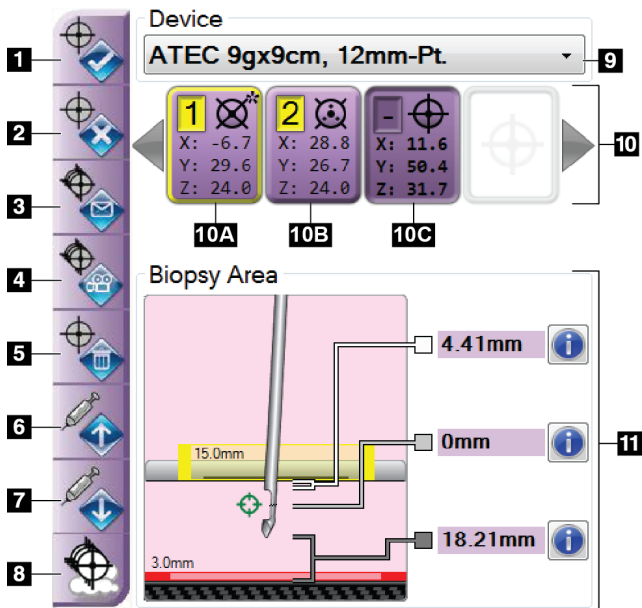 Device
1
ATEC 9gx9cm, 12mm-Pt.
9
2
1
X: -6.7
Y: 29.6
Z: 24.0
2
X: 28.8
Y: 26.7
Z: 24.0
-
X: 11.6
Y: 50.4
Z: 31.7
10
3
10A
10B
10C
4
Biopsy Area
5
4.41mm
i
6
15.0mm
0mm
i
11
7
18.21mm
i
8
3.0mm